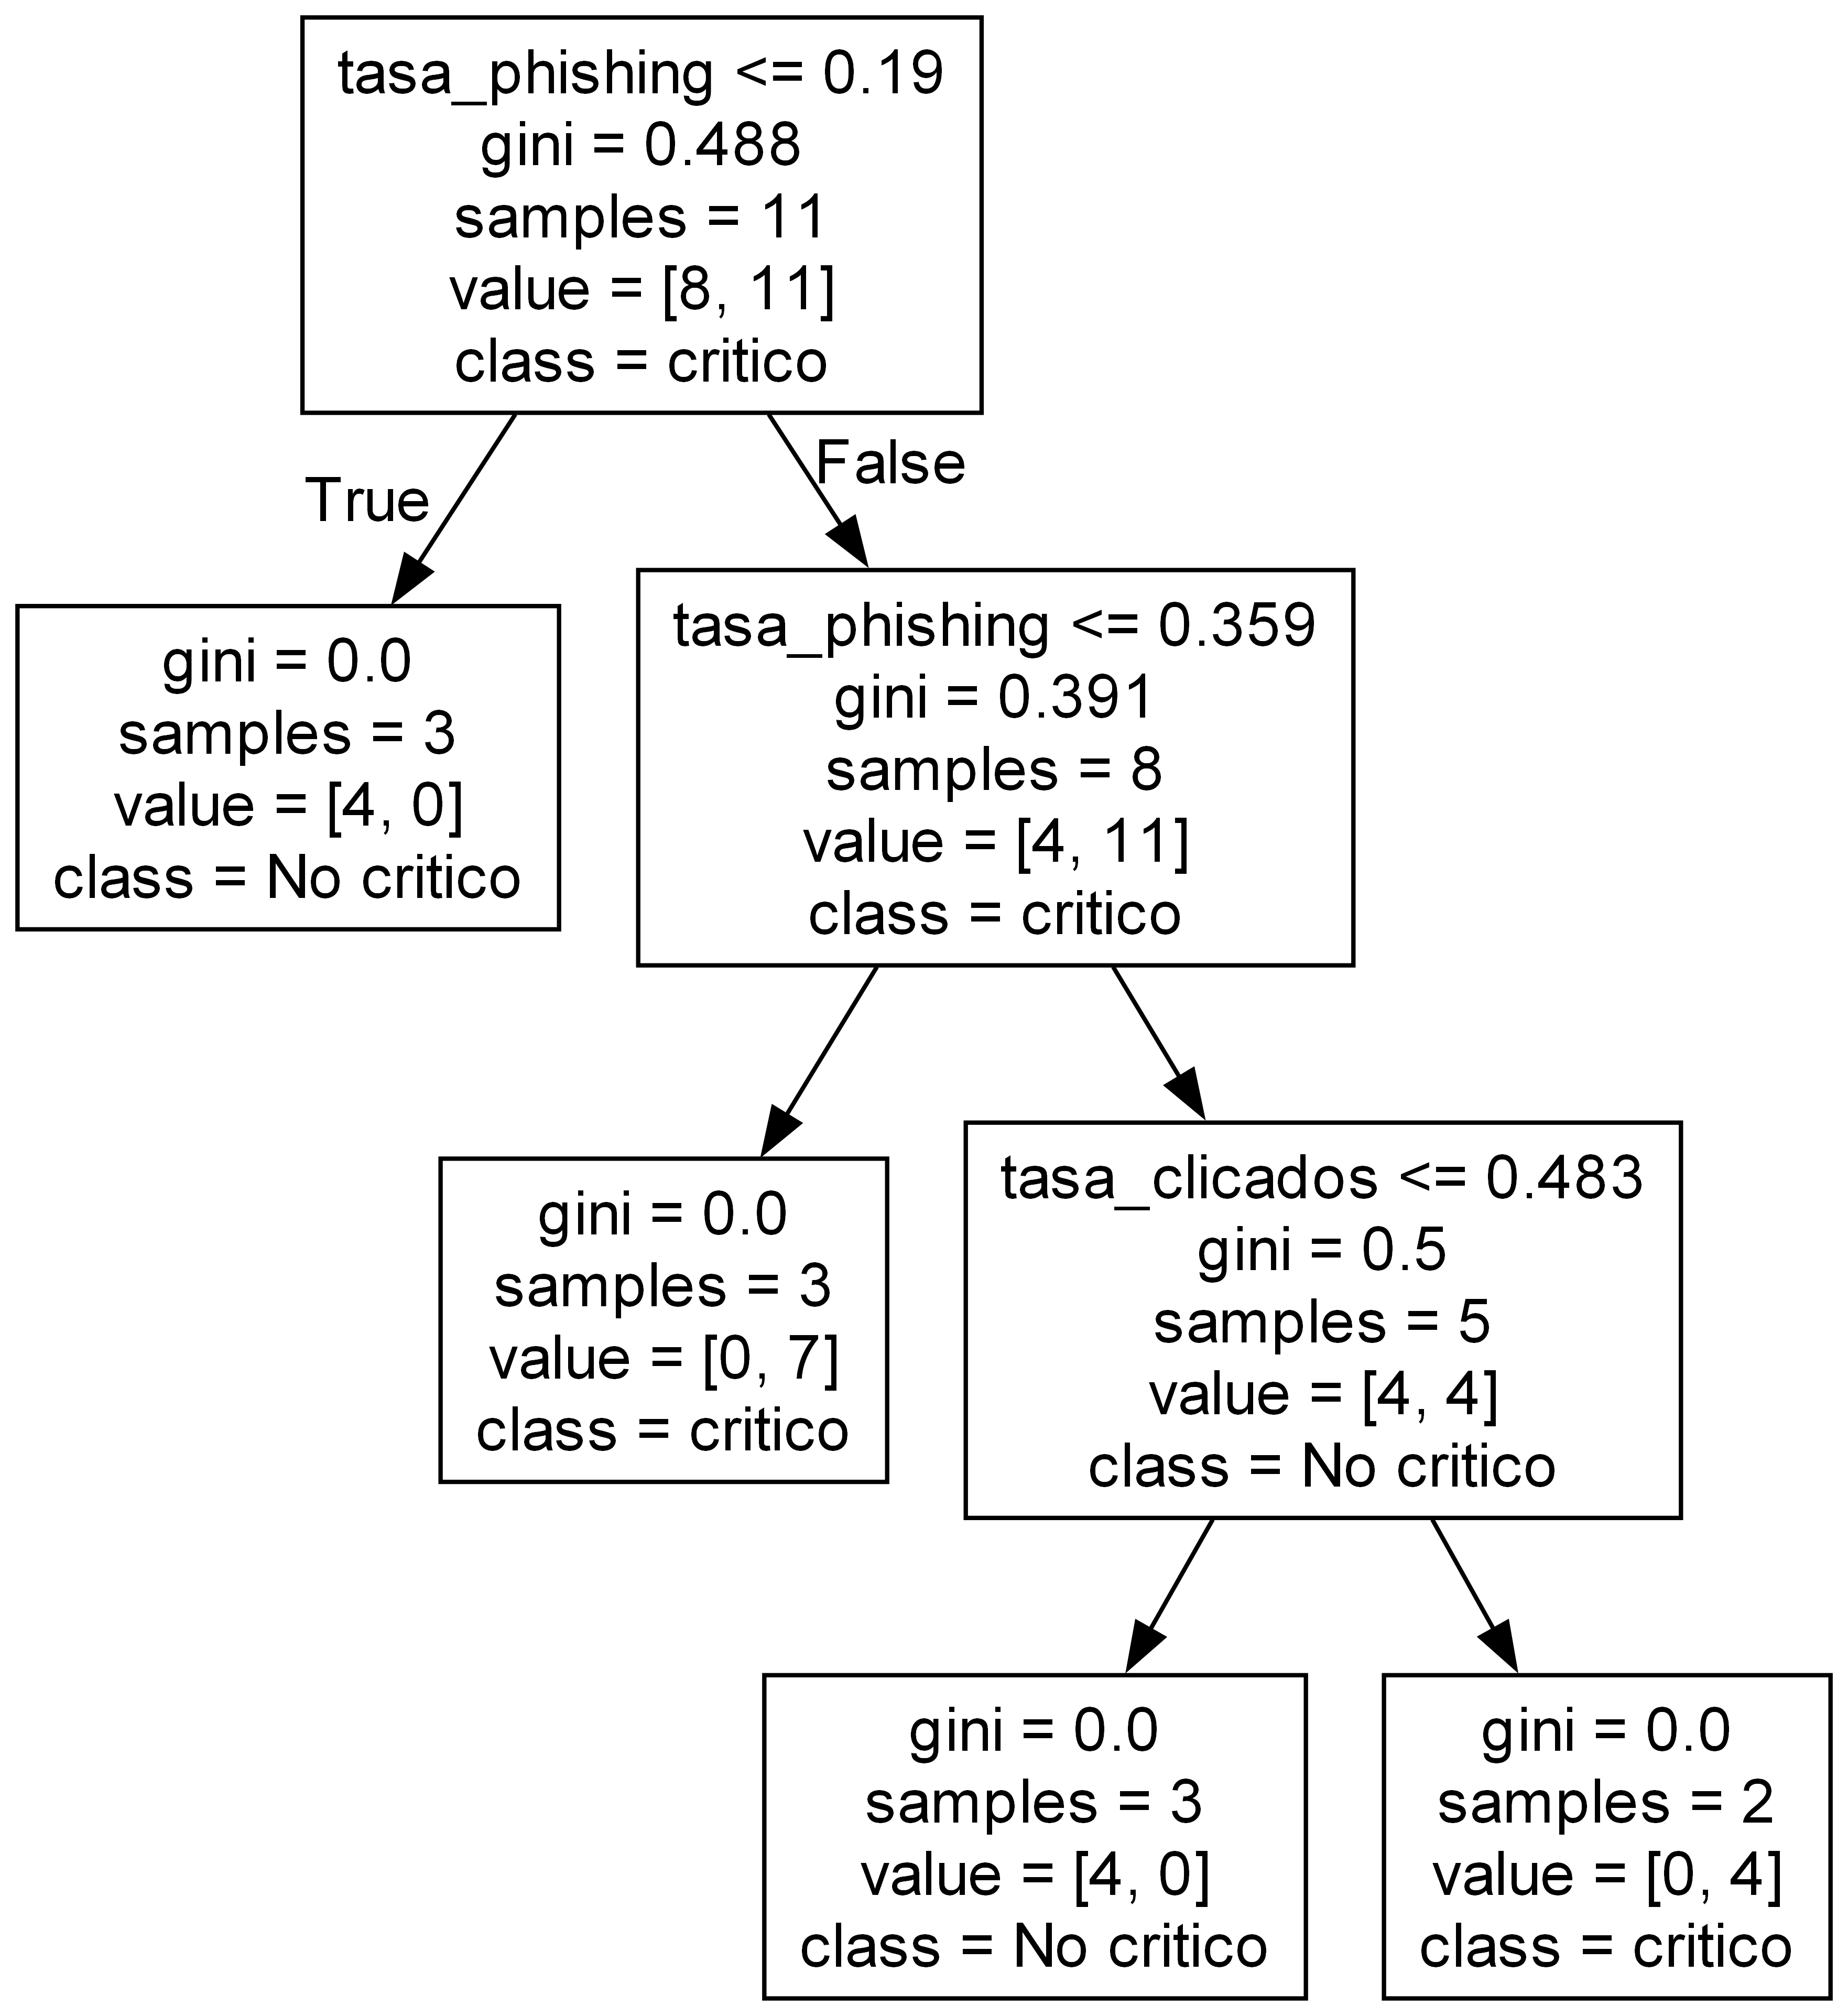 tasa_phishing <= 0.19
gini = 0.488
samples = 11
value = [8, 11]
class = critico
True
False
gini = 0.0
samples = 3
value = [4, 0]
class = No critico
tasa_phishing <= 0.359
gini = 0.391
samples = 8
value = [4, 11]
class = critico
gini = 0.0
samples = 3
value = [0, 7]
class = critico
tasa_clicados <= 0.483
gini = 0.5
samples = 5
value = [4, 4]
class = No critico
gini = 0.0
samples = 3
value = [4, 0]
class = No critico
gini = 0.0
samples = 2
value = [0, 4]
class = critico